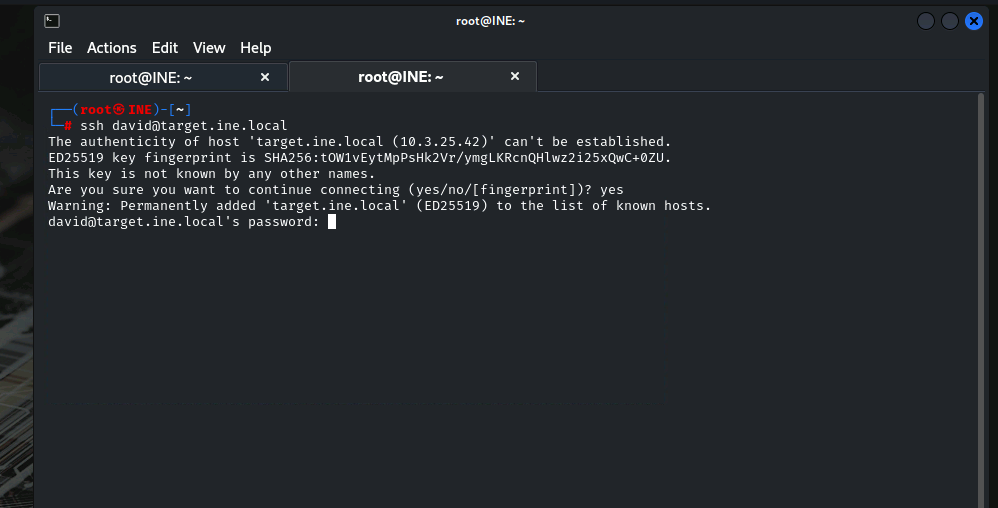 root@INE: ~
File Actions Edit View Help
root@INE: ~ × root@INE: ~ ×
┌──(root㉿INE)-[~]
└─# ssh david@target.ine.local
The authenticity of host 'target.ine.local (10.3.25.42)' can't be established.
ED25519 key fingerprint is SHA256:tOW1vEytMpPsHk2Vr/ymgLKRcnQHlwz2i25xQwC+0ZU.
This key is not known by any other names.
Are you sure you want to continue connecting (yes/no/[fingerprint])? yes
Warning: Permanently added 'target.ine.local' (ED25519) to the list of known hosts.
david@target.ine.local's password: